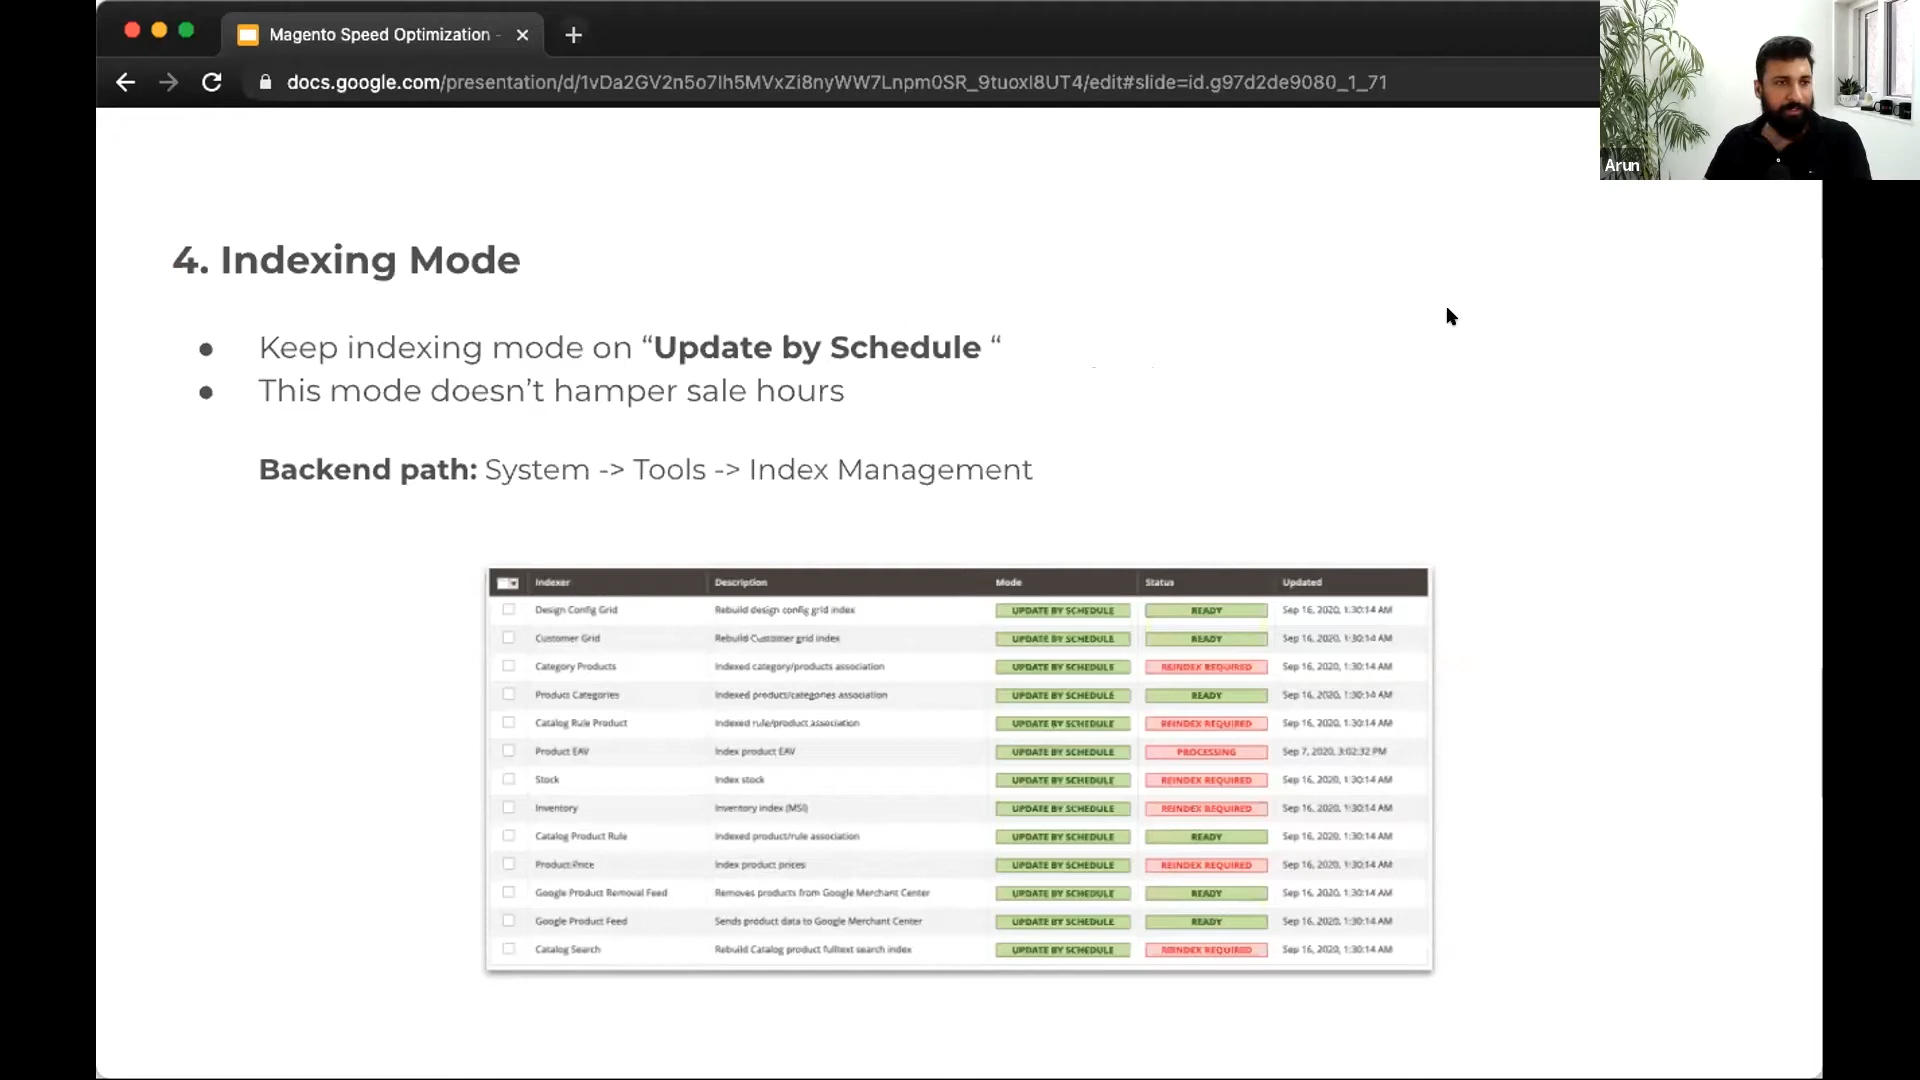 Magento Speed Optimization -
docs.google.com/presentation/d/1vDa2GV2n5o7lh5MVxZi8nyWW7Lnpm0SR_9tuoxl8UT4/edit#slide=id.g97d2de9080_1_71
Arun
4. Indexing Mode
● Keep indexing mode on “Update by Schedule “
● This mode doesn’t hamper sale hours
Backend path: System -> Tools -> Index Management
Indexer Description Mode Status Updated
Design Config Grid Rebuild design config grid index UPDATE BY SCHEDULE READY Sep 16, 2020, 1:30:14 AM
Customer Grid Rebuild Customer grid index UPDATE BY SCHEDULE READY Sep 16, 2020, 1:30:14 AM
Category Products Indexed category/products association UPDATE BY SCHEDULE REINDEX REQUIRED Sep 16, 2020, 1:30:14 AM
Product Categories Indexed product/categories association UPDATE BY SCHEDULE READY Sep 16, 2020, 1:30:14 AM
Catalog Rule Product Indexed rule/product association UPDATE BY SCHEDULE REINDEX REQUIRED Sep 16, 2020, 1:30:14 AM
Product EAV Index product EAV UPDATE BY SCHEDULE PROCESSING Sep 7, 2020, 3:02:32 PM
Stock Index stock UPDATE BY SCHEDULE REINDEX REQUIRED Sep 16, 2020, 1:30:14 AM
Inventory Inventory index (MSI) UPDATE BY SCHEDULE REINDEX REQUIRED Sep 16, 2020, 1:30:14 AM
Catalog Product Rule Indexed product/rule association UPDATE BY SCHEDULE READY Sep 16, 2020, 1:30:14 AM
Product Price Index product prices UPDATE BY SCHEDULE REINDEX REQUIRED Sep 16, 2020, 1:30:14 AM
Google Product Removal Feed Removes products from Google Merchant Center UPDATE BY SCHEDULE READY Sep 16, 2020, 1:30:14 AM
Google Product Feed Sends product data to Google Merchant Center UPDATE BY SCHEDULE READY Sep 16, 2020, 1:30:14 AM
Catalog Search Rebuild Catalog product fulltext search index UPDATE BY SCHEDULE REINDEX REQUIRED Sep 16, 2020, 1:30:14 AM